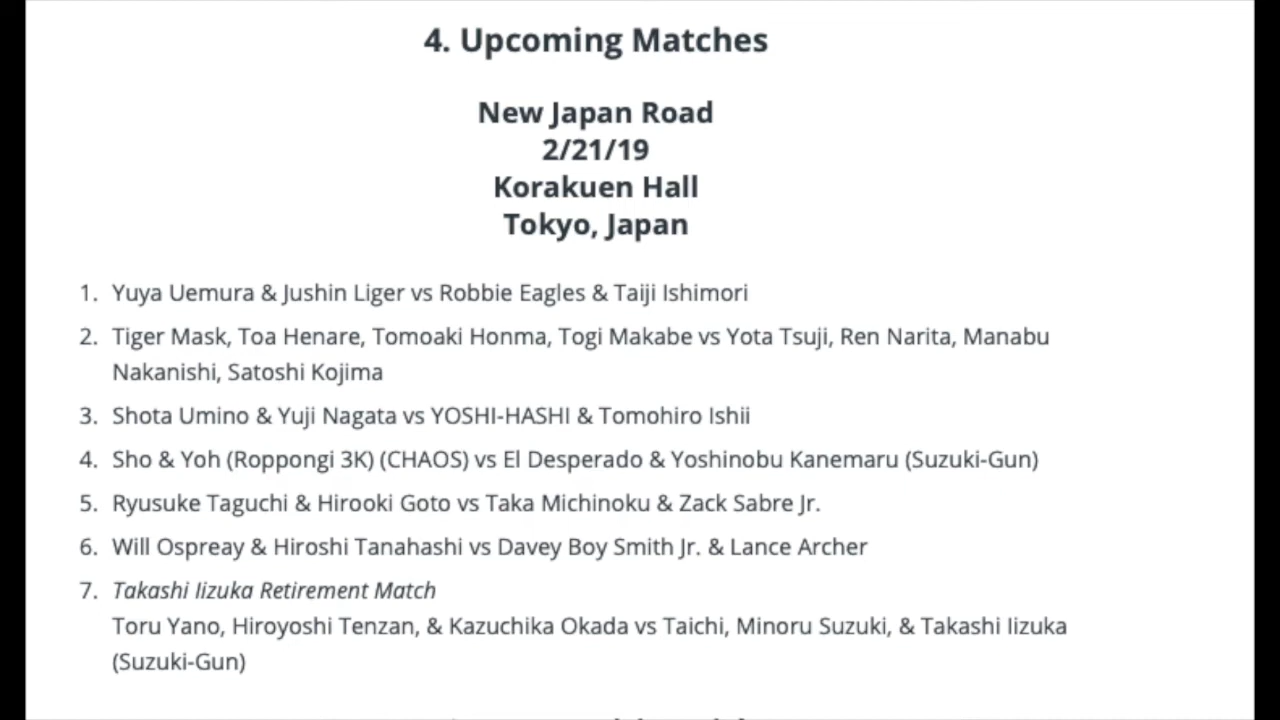 4. Upcoming Matches
New Japan Road
2/21/19
Korakuen Hall
Tokyo, Japan
1. Yuya Uemura & Jushin Liger vs Robbie Eagles & Taiji Ishimori
2. Tiger Mask, Toa Henare, Tomoaki Honma, Togi Makabe vs Yota Tsuji, Ren Narita, Manabu
Nakanishi, Satoshi Kojima
3. Shota Umino & Yuji Nagata vs YOSHI-HASHI & Tomohiro Ishii
4. Sho & Yoh (Roppongi 3K) (CHAOS) vs El Desperado & Yoshinobu Kanemaru (Suzuki-Gun)
5. Ryusuke Taguchi & Hirooki Goto vs Taka Michinoku & Zack Sabre Jr.
6. Will Ospreay & Hiroshi Tanahashi vs Davey Boy Smith Jr. & Lance Archer
7. Takashi Iizuka Retirement Match
Toru Yano, Hiroyoshi Tenzan, & Kazuchika Okada vs Taichi, Minoru Suzuki, & Takashi Iizuka
(Suzuki-Gun)